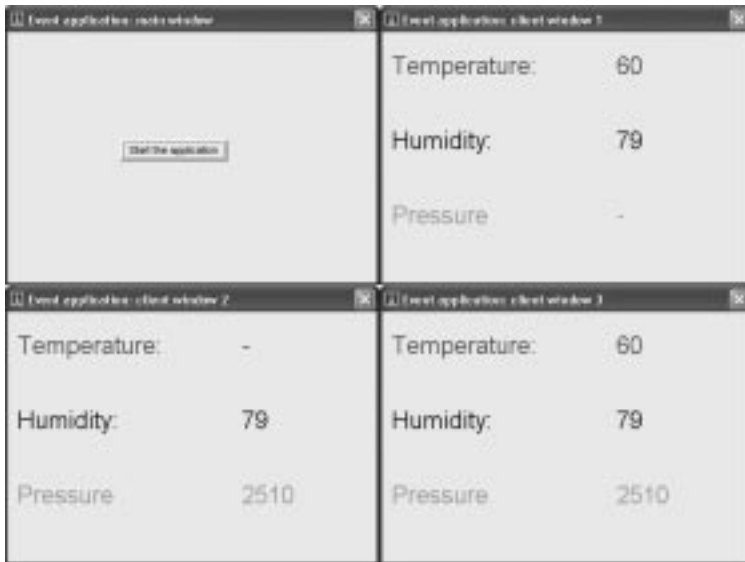 Event application: main window
Start the application
Event application: client window 1
Temperature: 60
Humidity: 79
Pressure -
Event application: client window 2
Temperature: -
Humidity: 79
Pressure 2510
Event application: client window 3
Temperature: 60
Humidity: 79
Pressure 2510